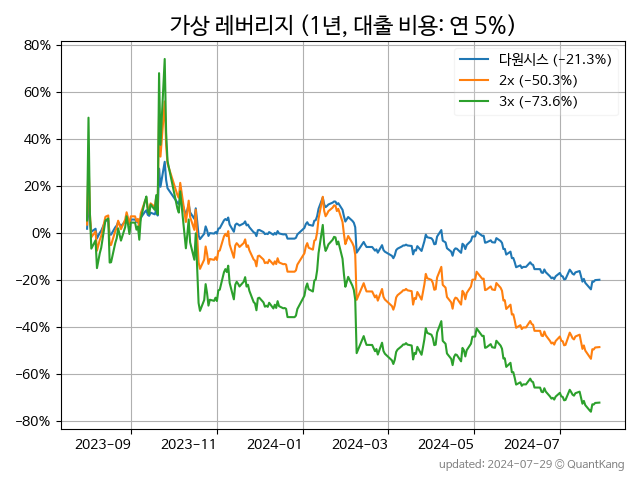 가상 레버리지 (1년, 대출 비용: 연 5%)
다원시스 (-21.3%)
2x (-50.3%)
3x (-73.6%)
80%
60%
40%
20%
0%
-20%
-40%
-60%
-80%
2023-09 2023-11 2024-01 2024-03 2024-05 2024-07
updated: 2024-07-29 © QuantKang